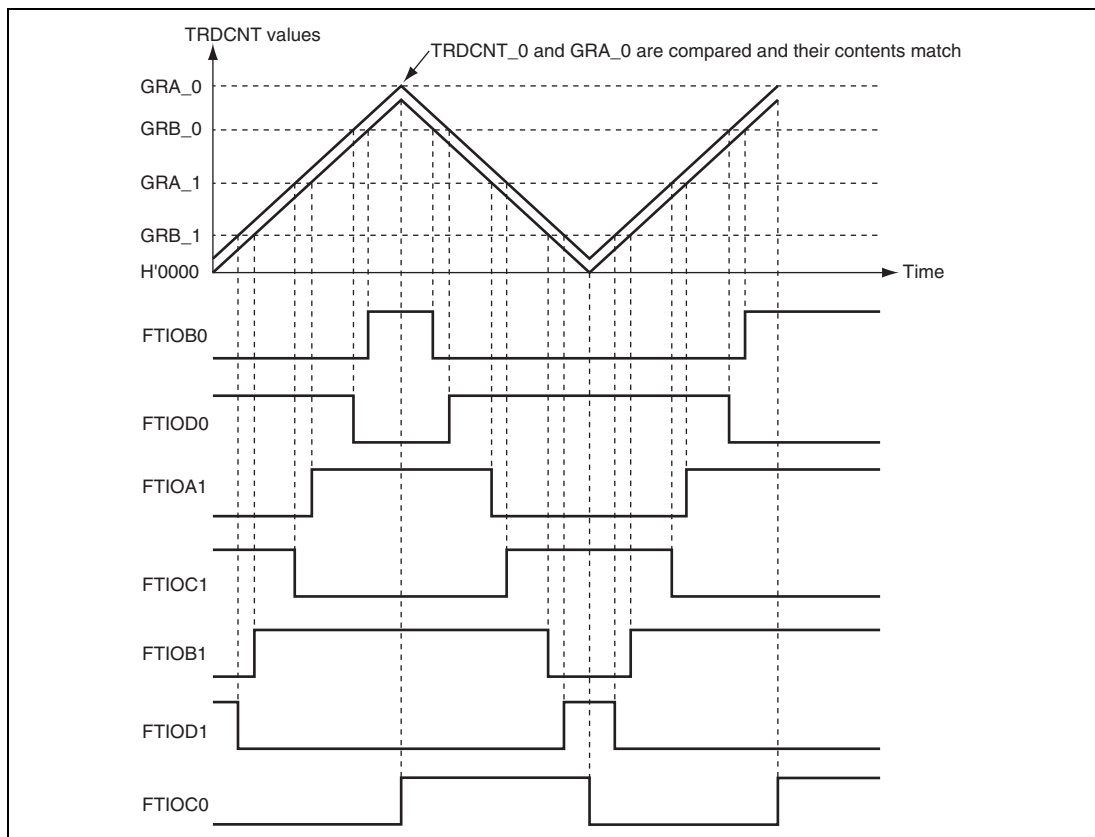 TRDCNT values
TRDCNT_0 and GRA_0 are compared and their contents match
GRA_0
GRB_0
GRA_1
GRB_1
H'0000
Time
FTIOB0
FTIOD0
FTIOA1
FTIOC1
FTIOB1
FTIOD1
FTIOC0